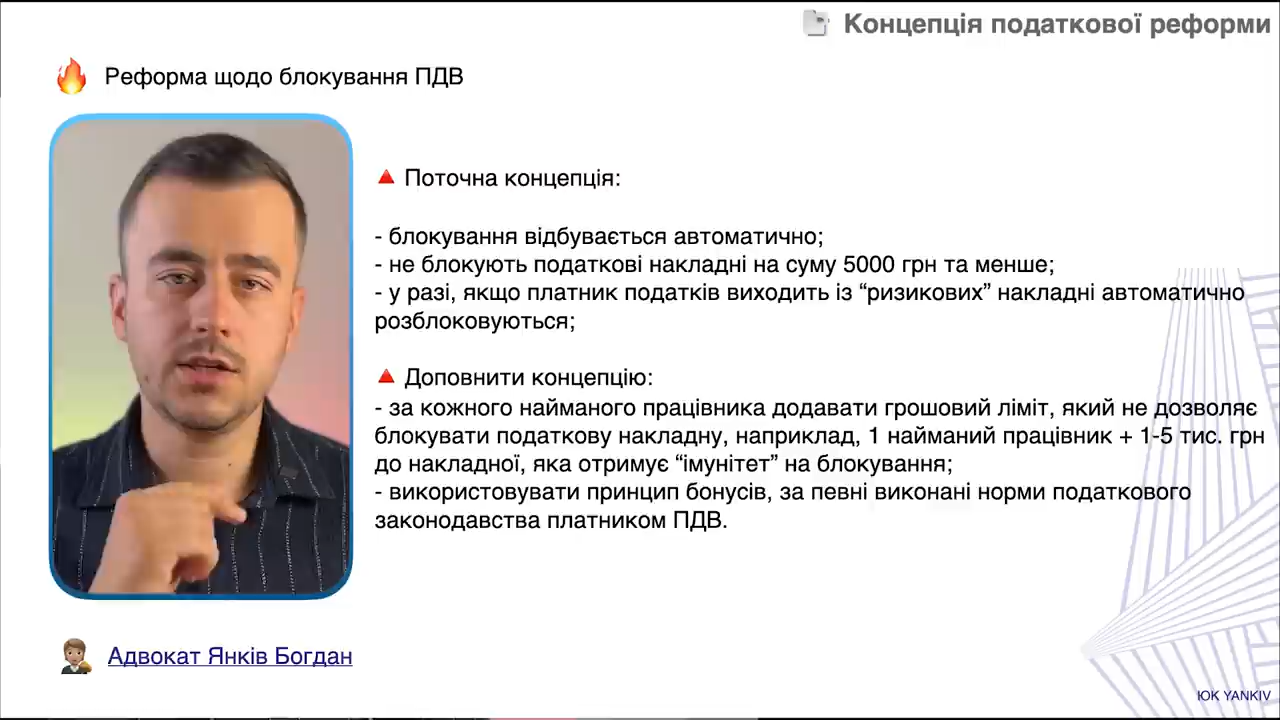 Концепція податкової реформи
Реформа щодо блокування ПДВ
Поточна концепція:
- блокування відбувається автоматично;
- не блокують податкові накладні на суму 5000 грн та менше;
- у разі, якщо платник податків виходить із “ризикових” накладні автоматично
розблоковуються;
Доповнити концепцію:
- за кожного найманого працівника додавати грошовий ліміт, який не дозволяє
блокувати податкову накладну, наприклад, 1 найманий працівник + 1-5 тис. грн
до накладної, яка отримує “імунітет” на блокування;
- використовувати принцип бонусів, за певні виконані норми податкового
законодавства платником ПДВ.
Адвокат Янків Богдан
ЮК YANKIV